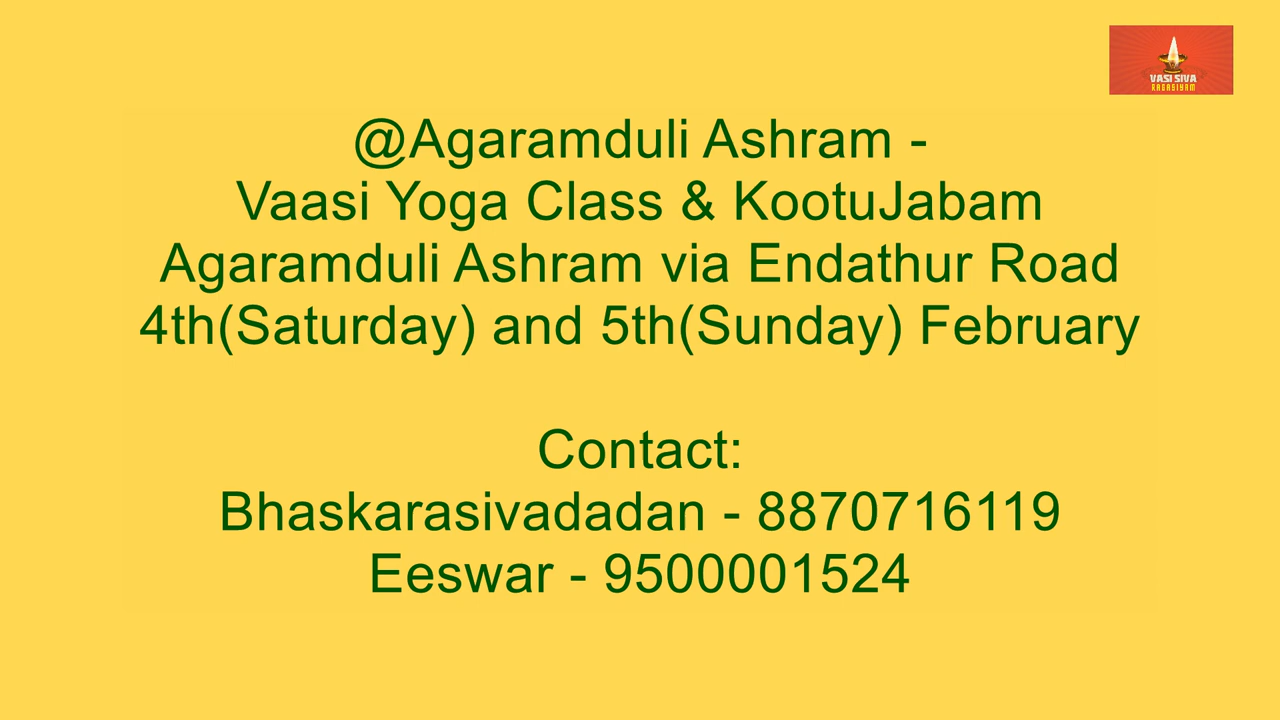 VASI SIVA
RAGASIYAM
@Agaramduli Ashram -
Vaasi Yoga Class & KootuJabam
Agaramduli Ashram via Endathur Road
4th(Saturday) and 5th(Sunday) February
Contact:
Bhaskarasivadadan - 8870716119
Eeswar - 9500001524